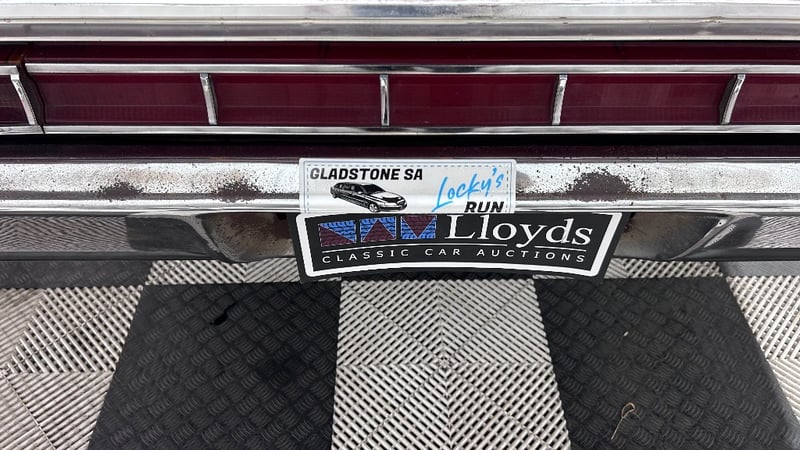 GLADSTONE SA
Locky's
RUN
Lloyds
CLASSIC CAR AUCTIONS